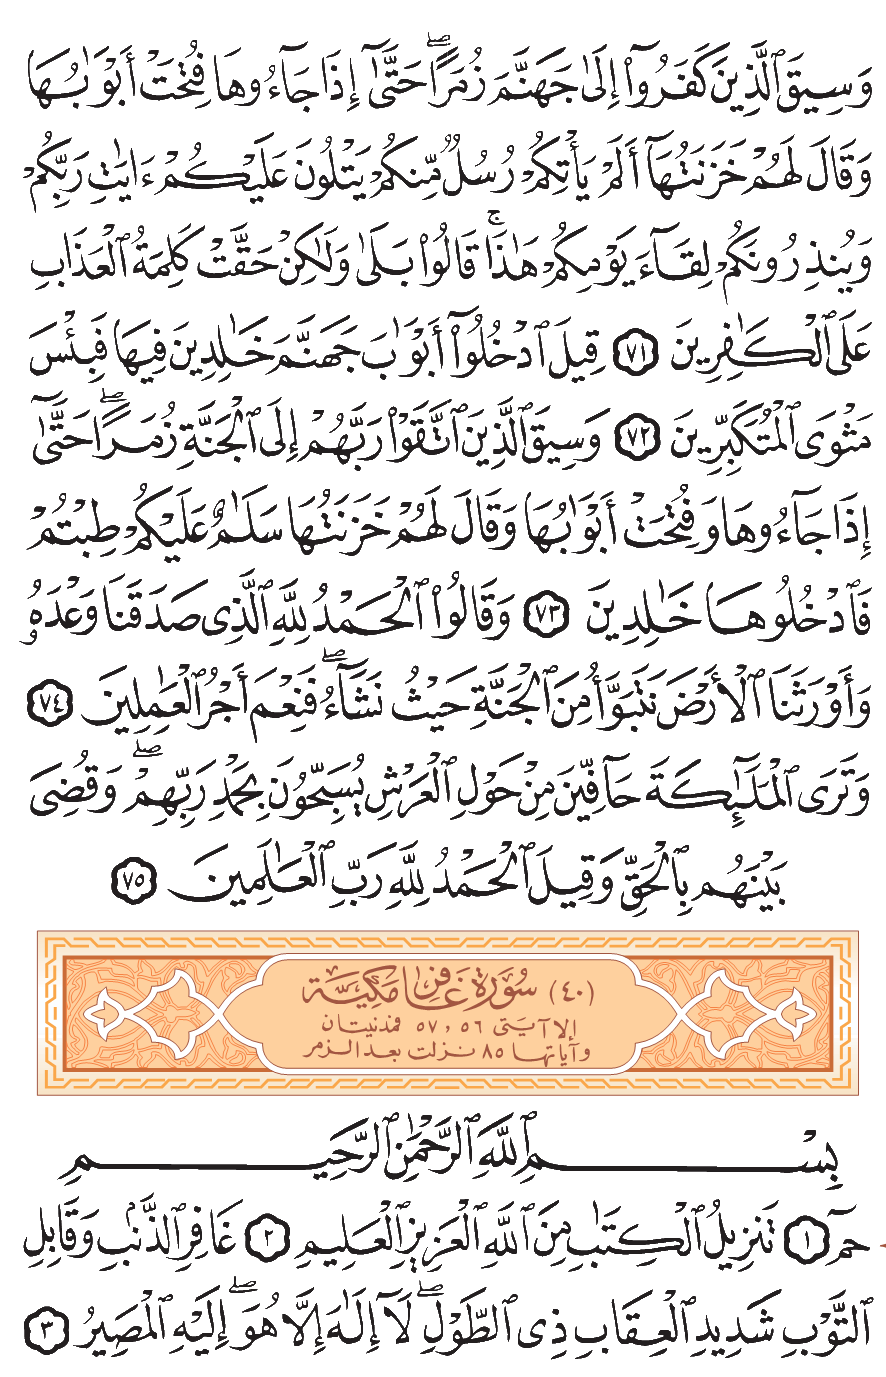 وَسِيقَ ٱلَّذِينَ كَفَرُوٓاْ إِلَىٰ جَهَنَّمَ زُمَرًاۖ حَتَّىٰٓ إِذَا جَآءُوهَا فُتِحَتْ أَبْوَٰبُهَا
وَقَالَ لَهُمْ خَزَنَتُهَآ أَلَمْ يَأْتِكُمْ رُسُلٌ مِّنكُمْ يَتْلُونَ عَلَيْكُمْ ءَايَٰتِ رَبِّكُمْ
وَيُنذِرُونَكُمْ لِقَآءَ يَوْمِكُمْ هَٰذَاۚ قَالُواْ بَلَىٰ وَلَٰكِنْ حَقَّتْ كَلِمَةُ ٱلْعَذَابِ
عَلَى ٱلْكَٰفِرِينَ ٧١ قِيلَ ٱدْخُلُوٓاْ أَبْوَٰبَ جَهَنَّمَ خَٰلِدِينَ فِيهَا فَبِئْسَ
مَثْوَى ٱلْمُتَكَبِّرِينَ ٧٢ وَسِيقَ ٱلَّذِينَ ٱتَّقَوْاْ رَبَّهُمْ إِلَى ٱلْجَنَّةِ زُمَرًاۖ حَتَّىٰٓ
إِذَا جَآءُوهَا وَفُتِحَتْ أَبْوَٰبُهَا وَقَالَ لَهُمْ خَزَنَتُهَا سَلَٰمٌ عَلَيْكُمْ طِبْتُمْ
فَٱدْخُلُوهَا خَٰلِدِينَ ٧٣ وَقَالُواْ ٱلْحَمْدُ لِلَّهِ ٱلَّذِى صَدَقَنَا وَعْدَهُۥ
وَأَوْرَثَنَا ٱلْأَرْضَ نَتَبَوَّأُ مِنَ ٱلْجَنَّةِ حَيْثُ نَشَآءُۖ فَنِعْمَ أَجْرُ ٱلْعَٰمِلِينَ ٧٤
وَتَرَى ٱلْمَلَٰٓئِكَةَ حَآفِّينَ مِنْ حَوْلِ ٱلْعَرْشِ يُسَبِّحُونَ بِحَمْدِ رَبِّهِمْۖ وَقُضِىَ
بَيْنَهُم بِٱلْحَقِّ وَقِيلَ ٱلْحَمْدُ لِلَّهِ رَبِّ ٱلْعَٰلَمِينَ ٧٥
(٤٠) سُورَة غَافِر مَكِيَّة
إلا آيتى ٥٦ و ٥٧ فمدنيتان
وآياتها ٨٥ نزلت بعد الزمر
بِسْمِ ٱللَّهِ ٱلرَّحْمَٰنِ ٱلرَّحِيمِ
حمٓ ١ تَنزِيلُ ٱلْكِتَٰبِ مِنَ ٱللَّهِ ٱلْعَزِيزِ ٱلْعَلِيمِ ٢ غَافِرِ ٱلذَّنۢبِ وَقَابِلِ
ٱلتَّوْبِ شَدِيدِ ٱلْعِقَابِ ذِى ٱلطَّوْلِۖ لَآ إِلَٰهَ إِلَّا هُوَۖ إِلَيْهِ ٱلْمَصِيرُ ٣